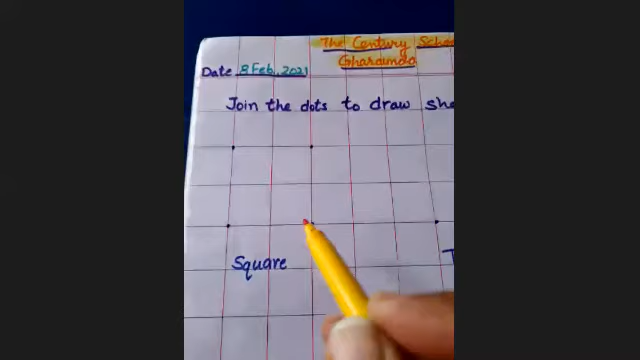 The Century
Gharaunda
Date 8 Feb, 2021
Join the dots to draw
Square